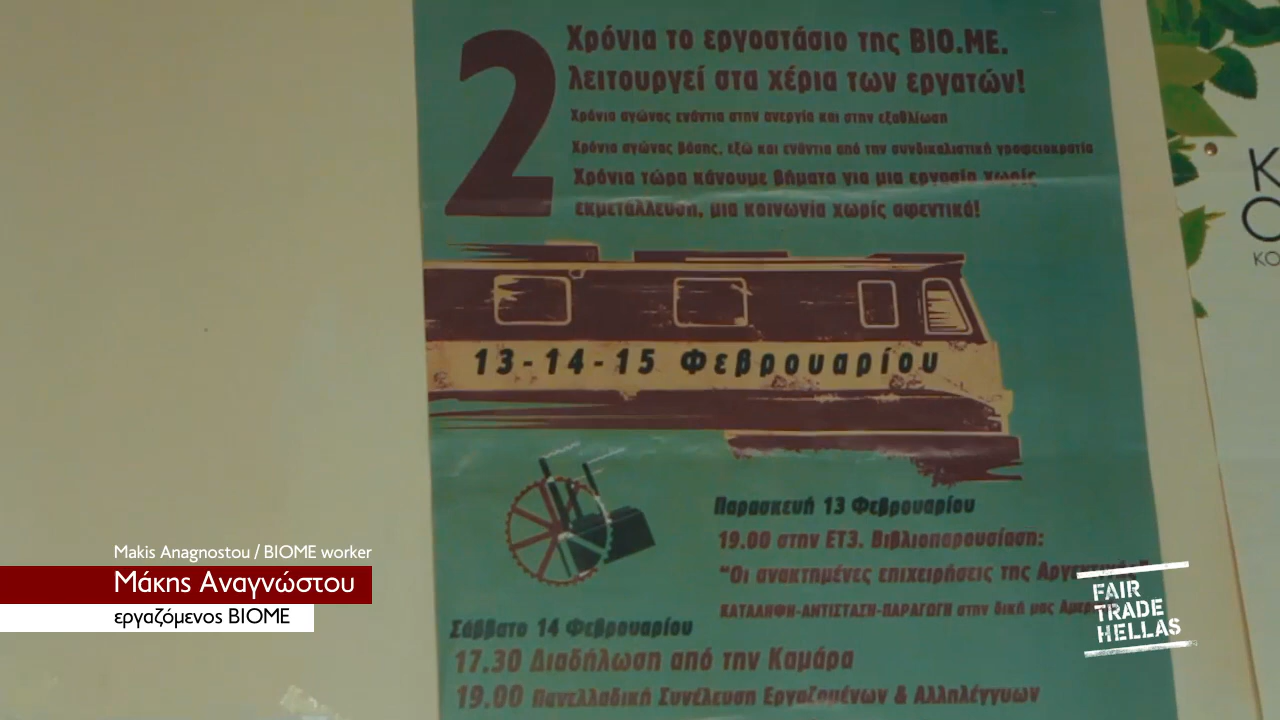 2
Χρόνια το εργοστάσιο της ΒΙΟ.ΜΕ.
λειτουργεί στα χέρια των εργατών!
Χρόνια αγώνας ενάντια στην ανεργία και στην εξαθλίωση
Χρόνια αγώνας βάσης, εξω και ενάντια από την συνδικαλιστική γραφειοκρατία
Χρόνια τώρα κάνουμε βήματα για μια εργασία χωρίς
εκμετάλλευση, μια κοινωνία χωρίς αφεντικά!
13-14-15 Φεβρουαρίου
Παρασκευή 13 Φεβρουαρίου
19.00 στην ΕΤ3. Βιβλιοπαρουσίαση:
"Οι ανακτημένες επιχειρήσεις της Αργεντινής"
ΚΑΤΑΛΗΨΗ-ΑΝΤΙΣΤΑΣΗ-ΠΑΡΑΓΩΓΗ στην δική μας
Σάββατο 14 Φεβρουαρίου
17.30 Διαδήλωση από την Καμάρα
19.00 Πανελλαδική Συνέλευση Εργαζομένων & Αλληλέγγυων
Κ
Ο
ΚΟ
Makis Anagnostou / BIOME worker
Μάκης Αναγνώστου
εργαζόμενος ΒΙΟΜΕ
FAIR
TRADE
HELLAS